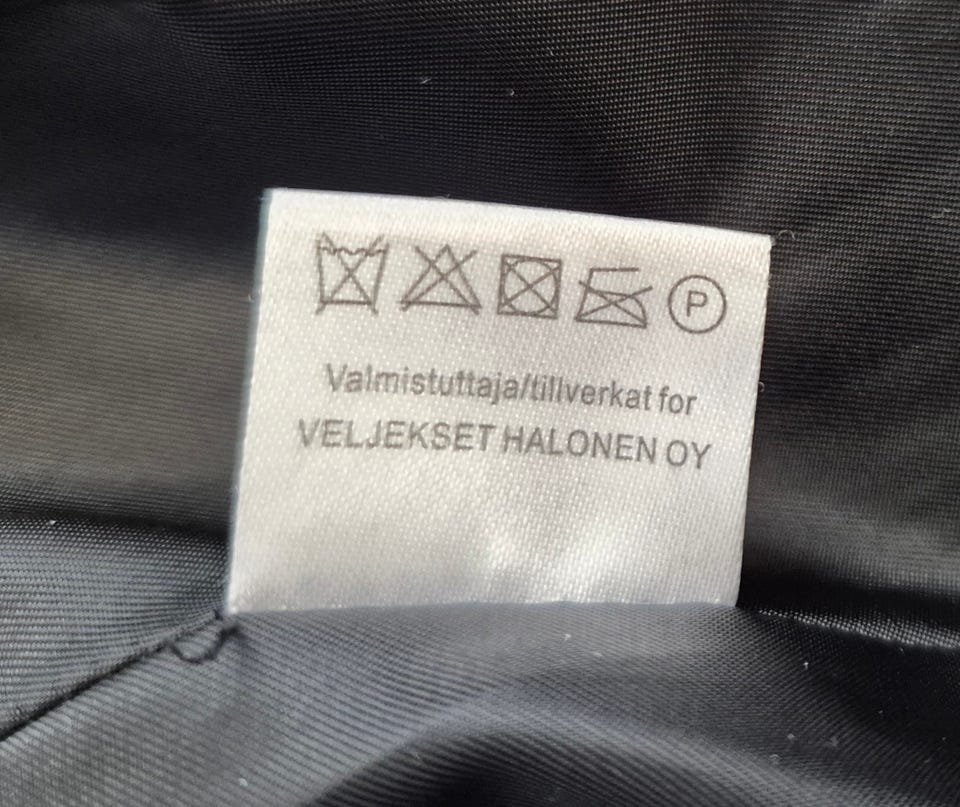 P
Valmistuttaja/tillverkat for
VELJEKSET HALONEN OY